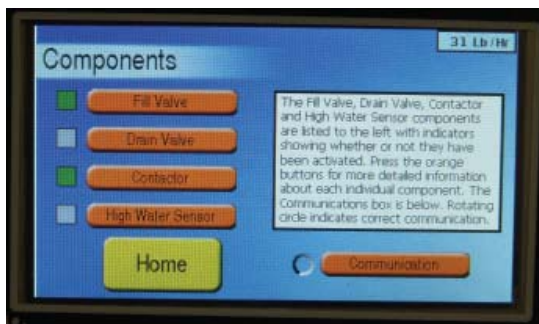 31 Lb/Hr
Components
Fill Valve
Drain Valve
Contactor
High Water Sensor
Home
The Fill Valve, Drain Valve, Contactor
and High Water Sensor components
are listed to the left with indicators
showing whether or not they have
been activated. Press the orange
buttons for more detailed information
about each individual component. The
Communications box is below. Rotating
circle indicates correct communication.
Communication